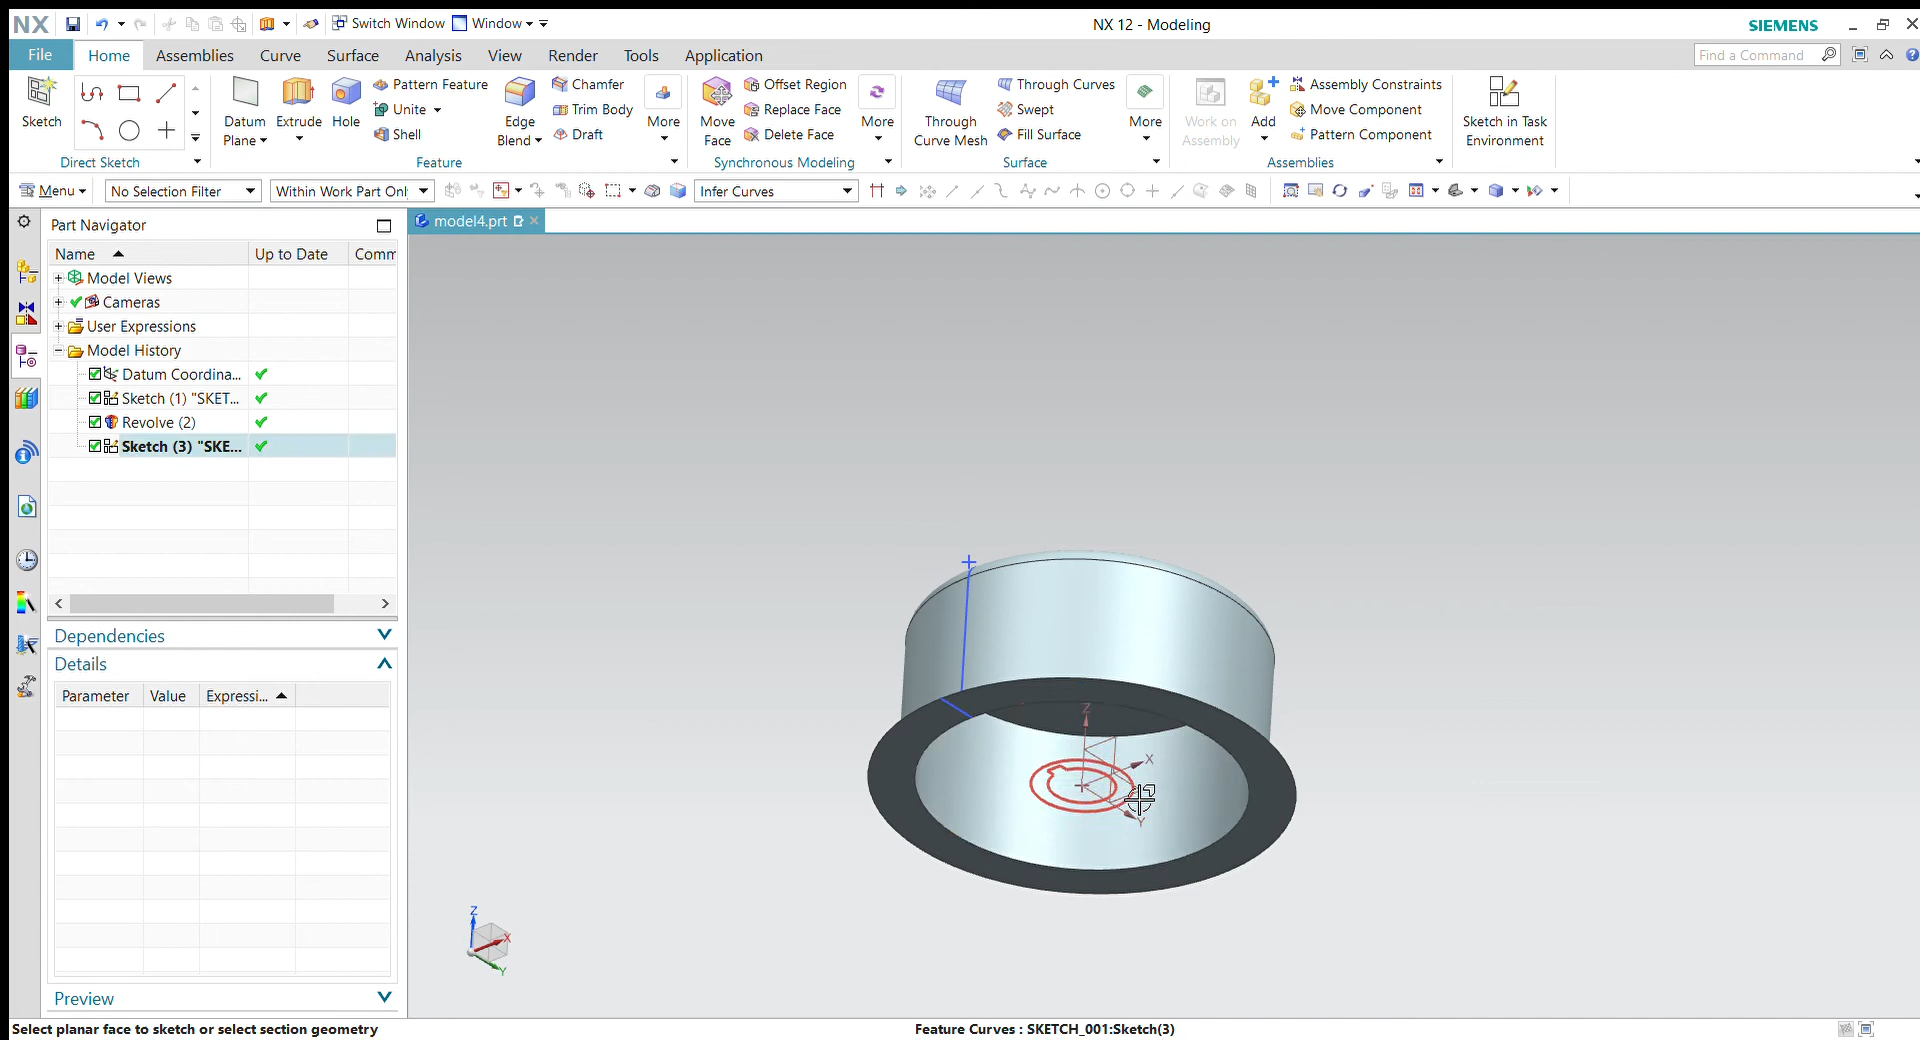 NX
Switch Window
Window
NX 12 - Modeling
SIEMENS
File
Home
Assemblies
Curve
Surface
Analysis
View
Render
Tools
Application
Find a Command
Sketch
Direct Sketch
Datum
Plane
Extrude
Hole
Pattern Feature
Unite
Shell
Edge
Blend
Chamfer
Trim Body
Draft
More
Feature
Move
Face
Offset Region
Replace Face
Delete Face
More
Synchronous Modeling
Through
Curve Mesh
Through Curves
Swept
Fill Surface
More
Surface
Work on
Assembly
Add
Assembly Constraints
Move Component
Pattern Component
Assemblies
Sketch in Task
Environment
Menu
No Selection Filter
Within Work Part Onl
Infer Curves
Part Navigator
model4.prt
Name
Up to Date
Comm
Model Views
Cameras
User Expressions
Model History
Datum Coordina...
Sketch (1) "SKET...
Revolve (2)
Sketch (3) "SKE...
Dependencies
Details
Parameter
Value
Expressi...
Preview
Z
X
Y
Z
X
Y
Select planar face to sketch or select section geometry
Feature Curves : SKETCH_001:Sketch(3)